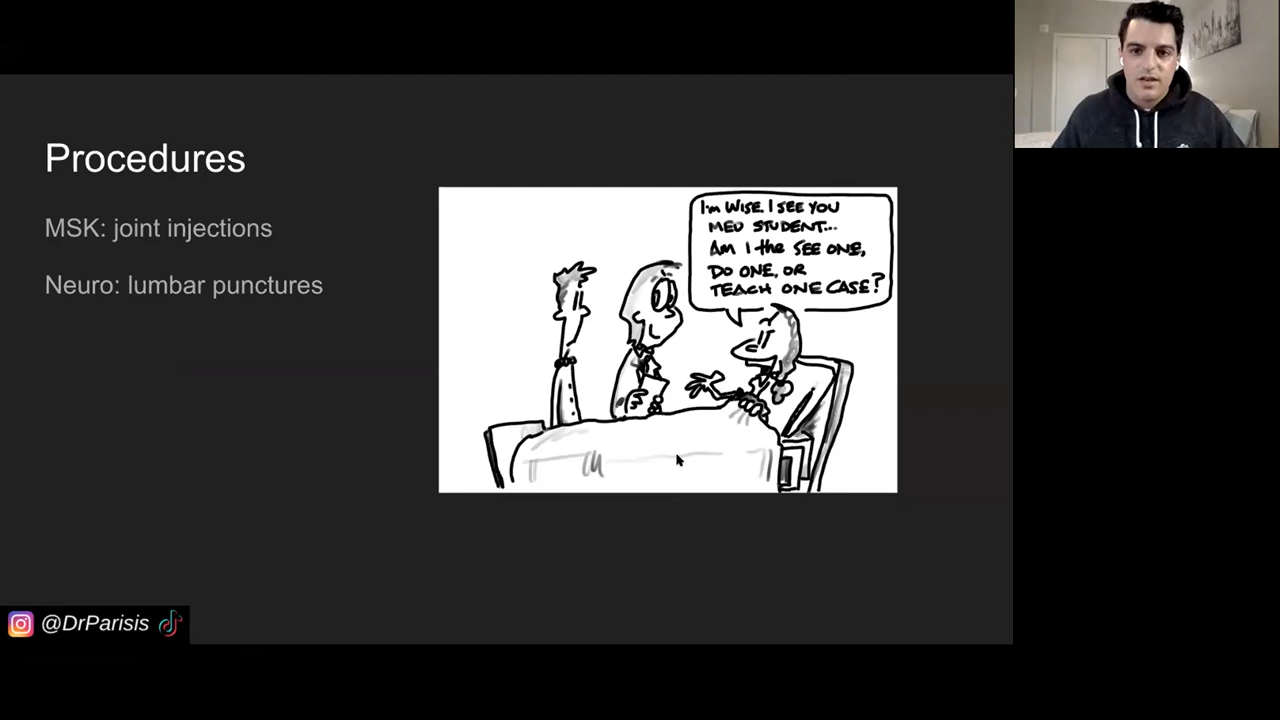 Procedures
MSK: joint injections
Neuro: lumbar punctures
I'm WISE. I SEE YOU
MED STUDENT...
Am I the SEE ONE,
DO ONE, OR
TEACH ONE CASE?
@DrParisis